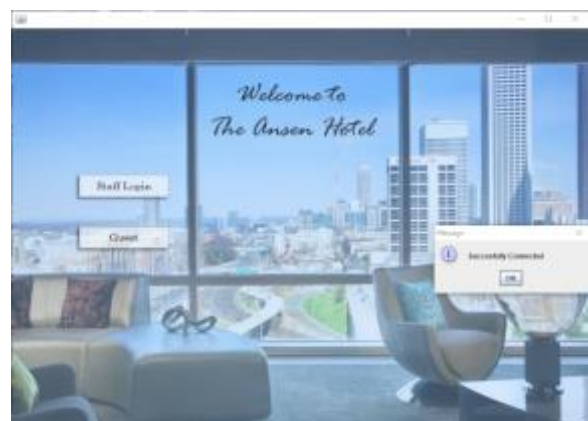 Welcome to
The Ansen Hotel
Staff Login
Guest
Message
Successfully Connected
OK